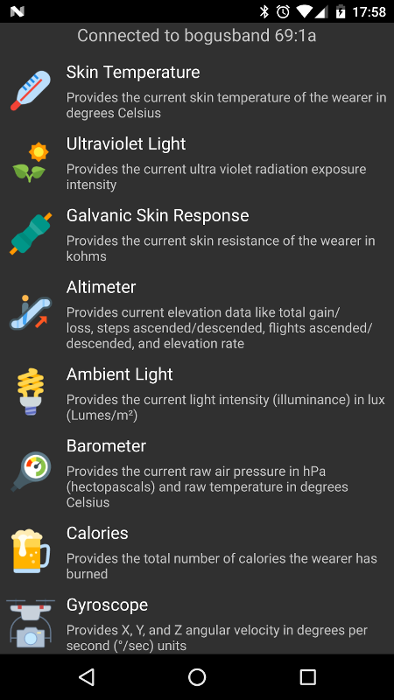 17:58
Connected to bogusband 69:1a
Skin Temperature
Provides the current skin temperature of the wearer in
degrees Celsius
Ultraviolet Light
Provides the current ultra violet radiation exposure
intensity
Galvanic Skin Response
Provides the current skin resistance of the wearer in
kohms
Altimeter
Provides current elevation data like total gain/
loss, steps ascended/descended, flights ascended/
descended, and elevation rate
Ambient Light
Provides the current light intensity (illuminance) in lux
(Lumes/m²)
Barometer
Provides the current raw air pressure in hPa
(hectopascals) and raw temperature in degrees
Celsius
Calories
Provides the total number of calories the wearer has
burned
Gyroscope
Provides X, Y, and Z angular velocity in degrees per
second (°/sec) units